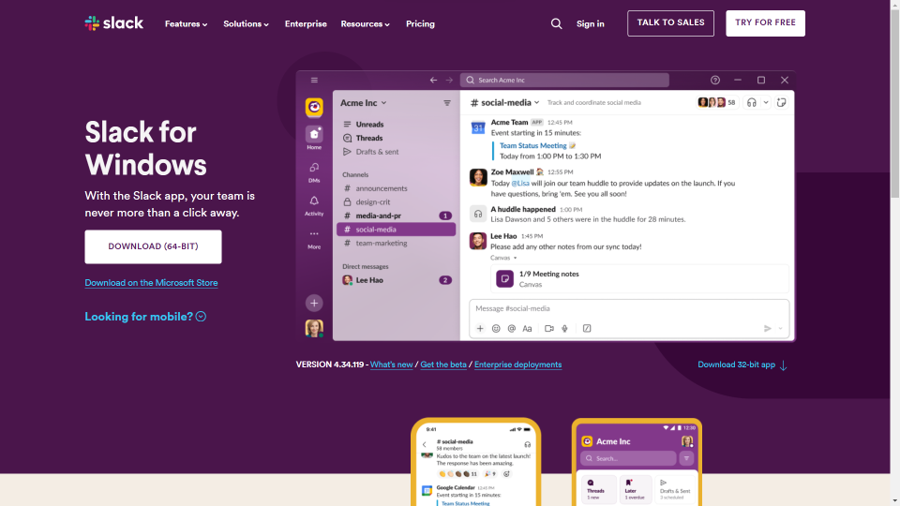 slack
Features
Solutions
Enterprise
Resources
Pricing
Sign in
TALK TO SALES
TRY FOR FREE
Slack for
Windows
With the Slack app, your team is
never more than a click away.
DOWNLOAD (64-BIT)
Download on the Microsoft Store
Looking for mobile?
Search Acme Inc
Home
DMs
Activity
More
Acme Inc
Unreads
Threads
Drafts & sent
Channels
# announcements
design-crit
# media-and-pr 1
# social-media
# team-marketing
Direct messages
Lee Hao 2
# social-media Track and coordinate social media 58
31
Acme Team APP 12:45 PM
Event starting in 15 minutes:
Team Status Meeting
Today from 1:00 PM to 1:30 PM
Zoe Maxwell 12:55 PM
Today @Lisa will join our team huddle to provide updates on the launch. If you
have questions, bring 'em. See you all soon!
A huddle happened 1:00 PM
Lisa Dawson and 5 others were in the huddle for 28 minutes.
Lee Hao 1:45 PM
Please add any other notes from our sync today!
Canvas
1/9 Meeting notes
Canvas
Message #social-media
Aa
VERSION 4.34.119 - What's new / Get the beta / Enterprise deployments
Download 32-bit app
9:41
# social-media
58 members
Kudos to the team on the latest launch!
The response has been amazing.
Google Calendar 12:45 PM
Event starting in 15 minutes:
Team Status Meeting
12:30
Acme Inc
Search...
Threads
1 new
Later
1 overdue
Drafts & Sent
3 scheduled